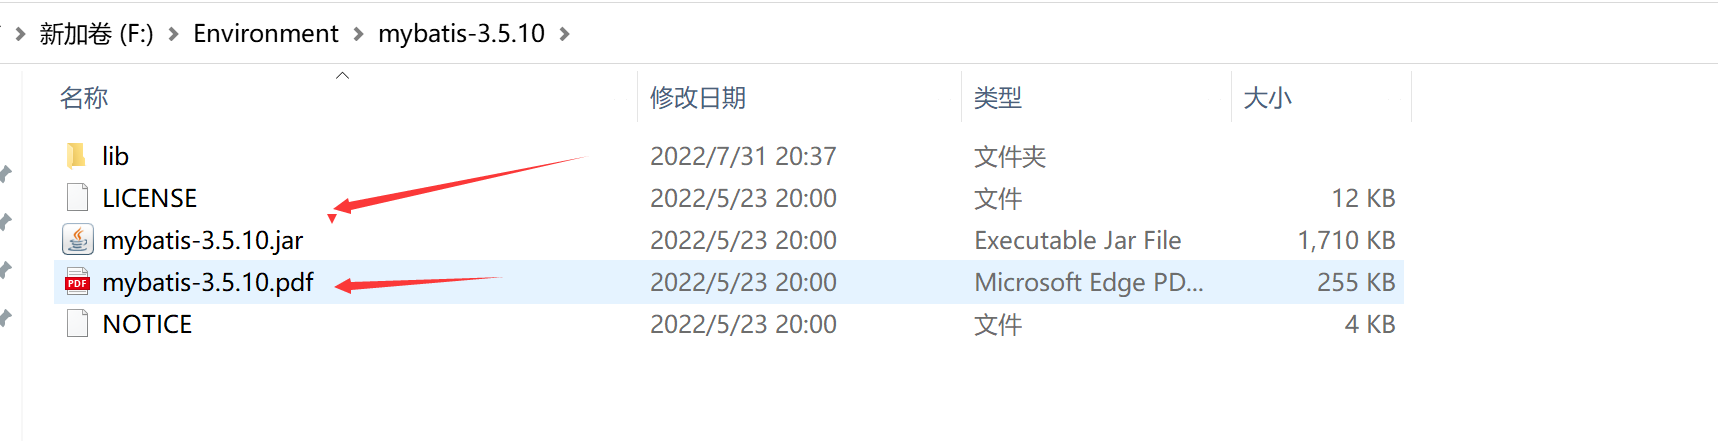 新加卷 (F:) > Environment > mybatis-3.5.10 >
名称 修改日期 类型 大小
lib 2022/7/31 20:37 文件夹
LICENSE 2022/5/23 20:00 文件 12 KB
mybatis-3.5.10.jar 2022/5/23 20:00 Executable Jar File 1,710 KB
PDF mybatis-3.5.10.pdf 2022/5/23 20:00 Microsoft Edge PD... 255 KB
NOTICE 2022/5/23 20:00 文件 4 KB